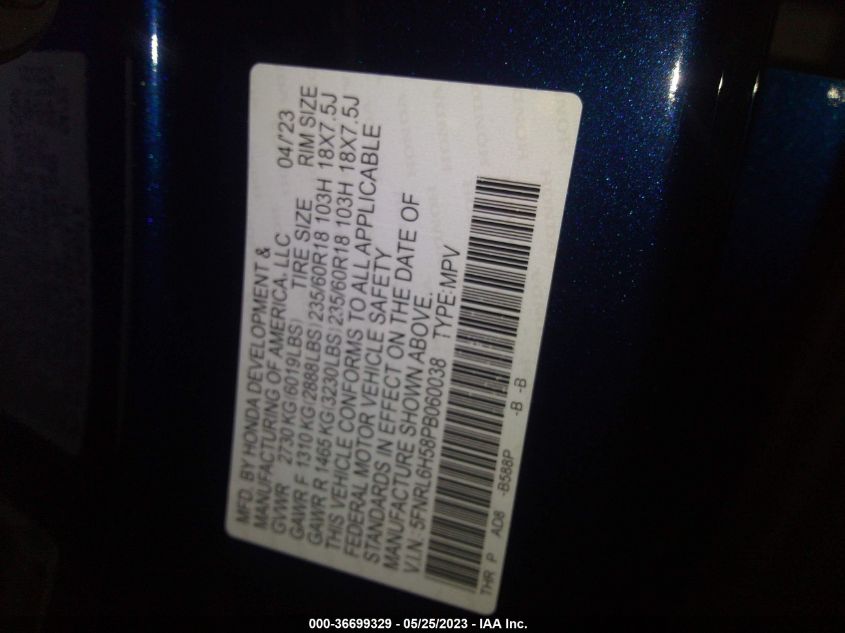 MFD. BY HONDA DEVELOPMENT &
MANUFACTURING OF AMERICA, LLC 04/'23
GVWR 2730 KG(6019LBS) TIRE SIZE RIM SIZE
GAWR F 1310 KG(2888LBS)235/60R18 103H 18X7.5J
GAWR R 1465 KG(3230LBS)235/60R18 103H 18X7.5J
THIS VEHICLE CONFORMS TO ALL APPLICABLE
FEDERAL MOTOR VEHICLE SAFETY
STANDARDS IN EFFECT ON THE DATE OF
MANUFACTURE SHOWN ABOVE.
V.I.N.:5FNRL6H58PB060038 TYPE:MPV
THR P AD8 -B588P -B -B
000-36699329 - 05/25/2023 - IAA Inc.